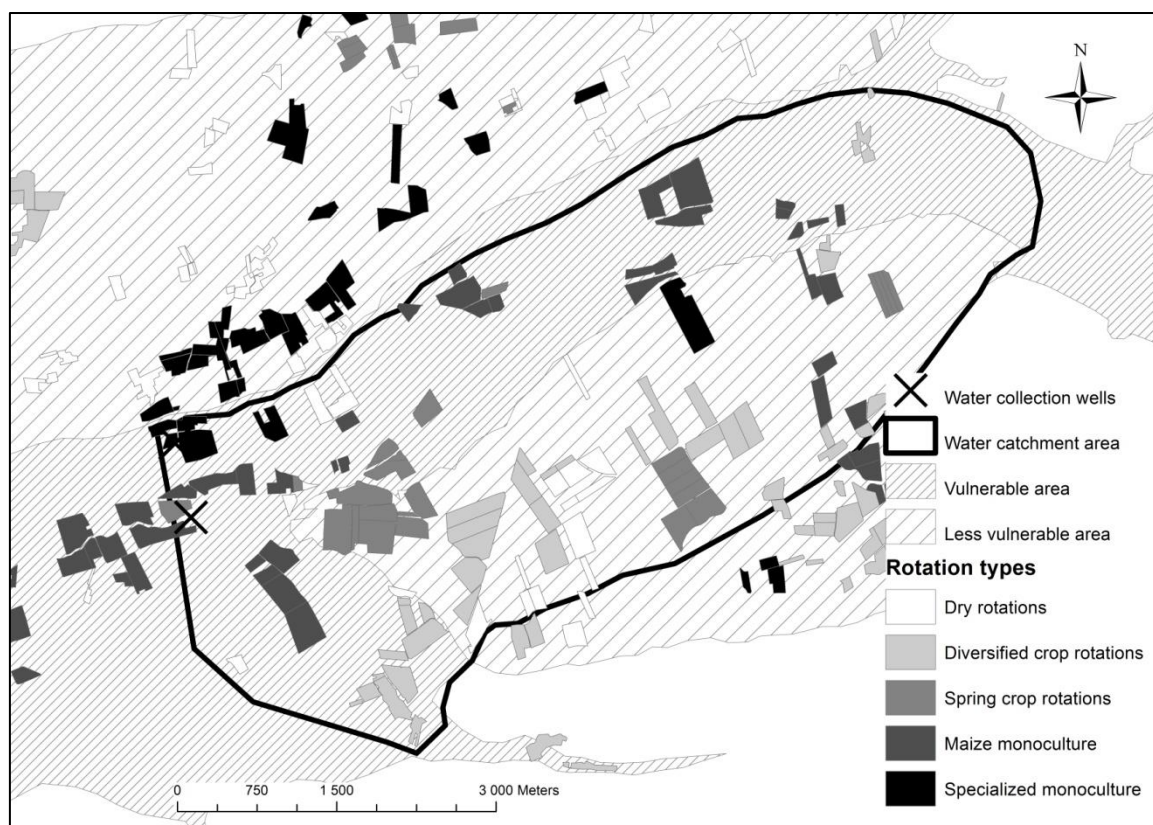 N
Water collection wells
Water catchment area
Vulnerable area
Less vulnerable area
Rotation types
Dry rotations
Diversified crop rotations
Spring crop rotations
Maize monoculture
Specialized monoculture
0 750 1 500 3 000 Meters